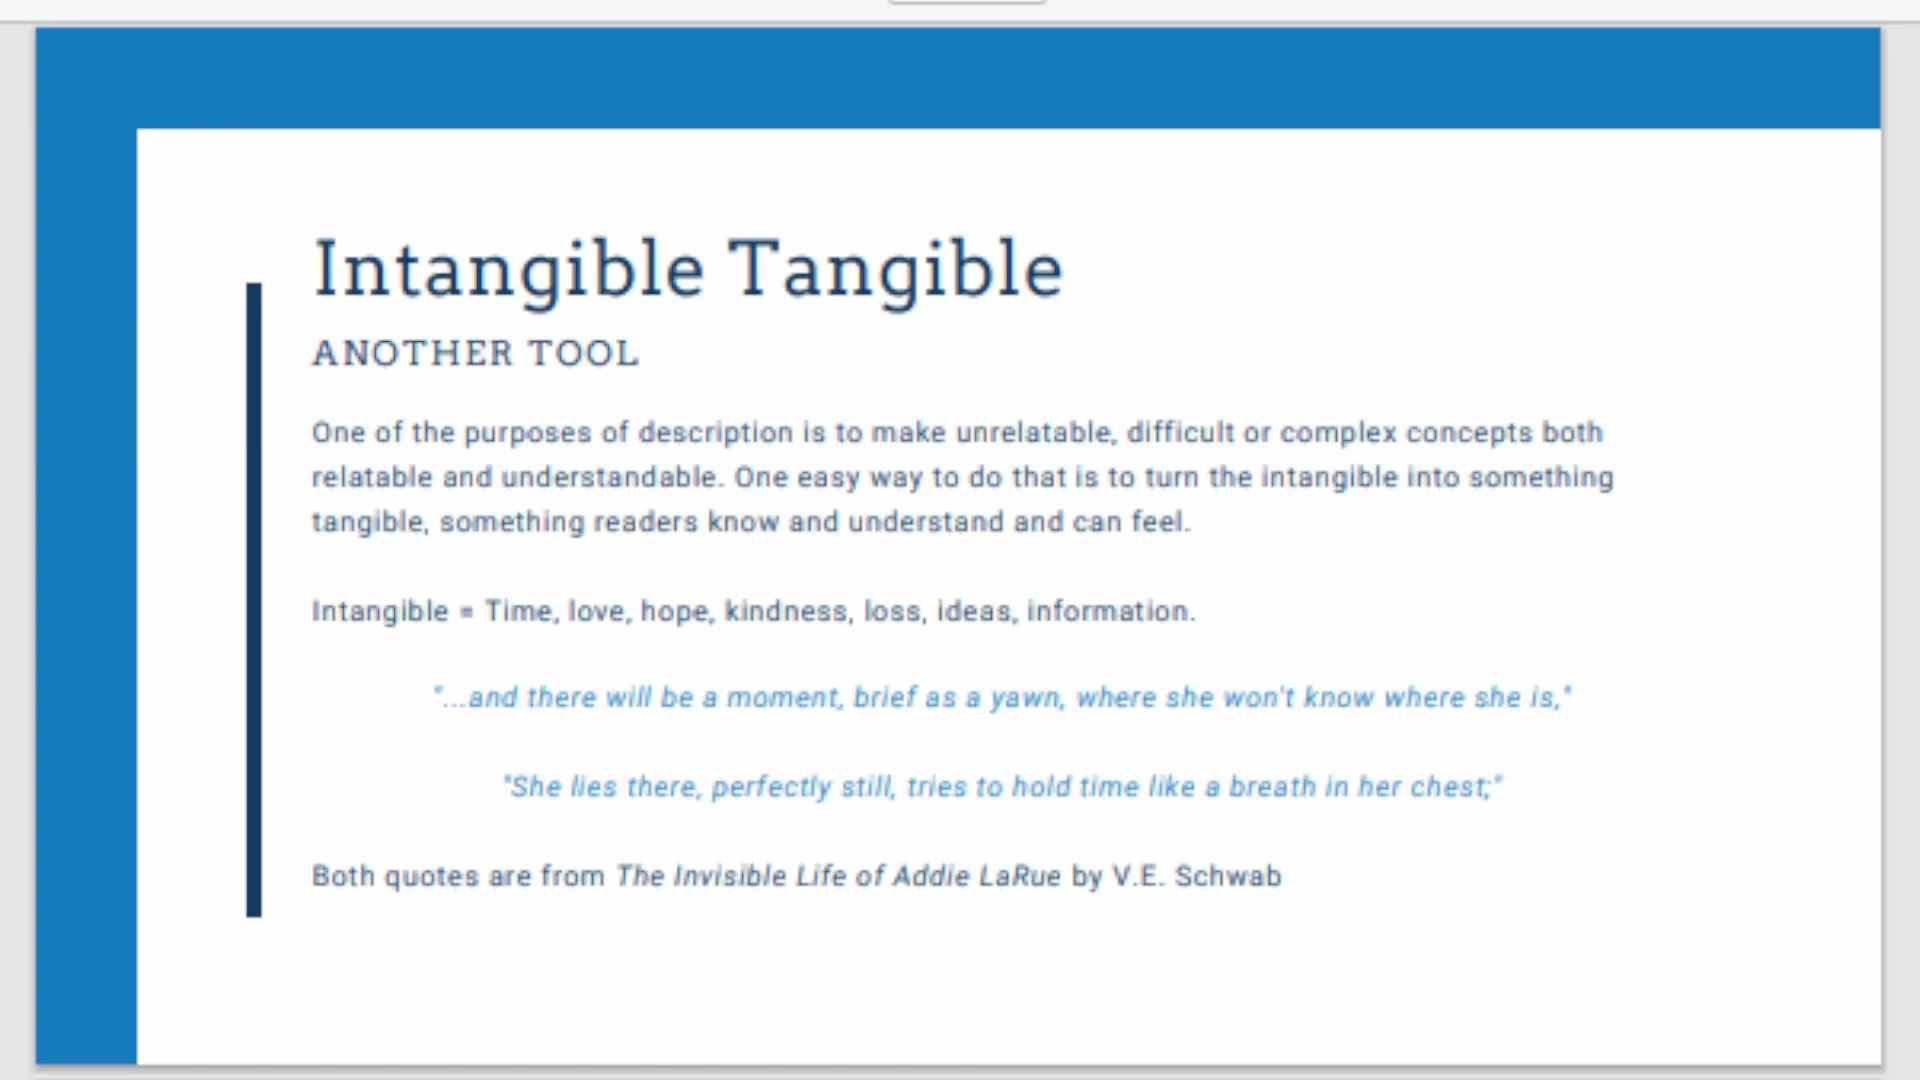 Intangible Tangible
ANOTHER TOOL
One of the purposes of description is to make unrelatable, difficult or complex concepts both
relatable and understandable. One easy way to do that is to turn the intangible into something
tangible, something readers know and understand and can feel.
Intangible = Time, love, hope, kindness, loss, ideas, information.
"...and there will be a moment, brief as a yawn, where she won't know where she is,"
"She lies there, perfectly still, tries to hold time like a breath in her chest;"
Both quotes are from The Invisible Life of Addie LaRue by V.E. Schwab